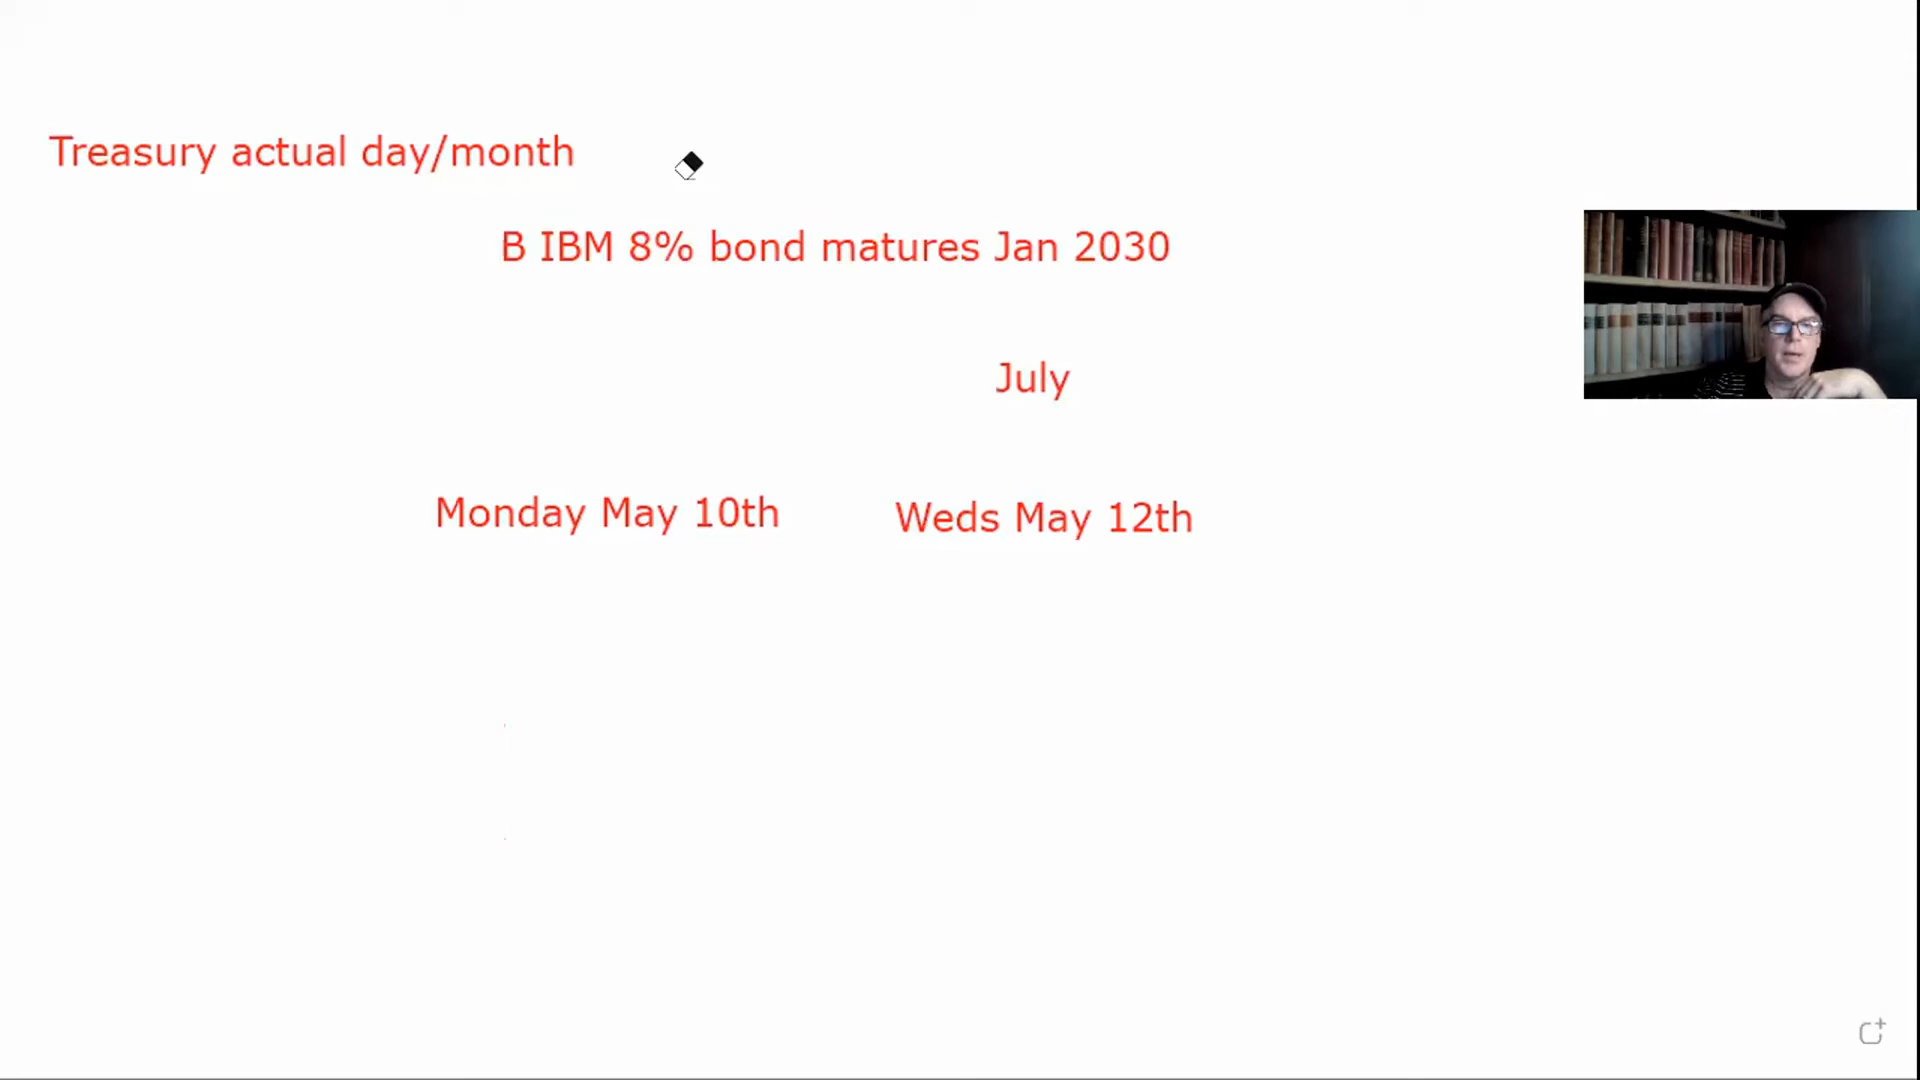 Treasury actual day/month
B IBM 8% bond matures Jan 2030
July
Monday May 10th
Weds May 12th